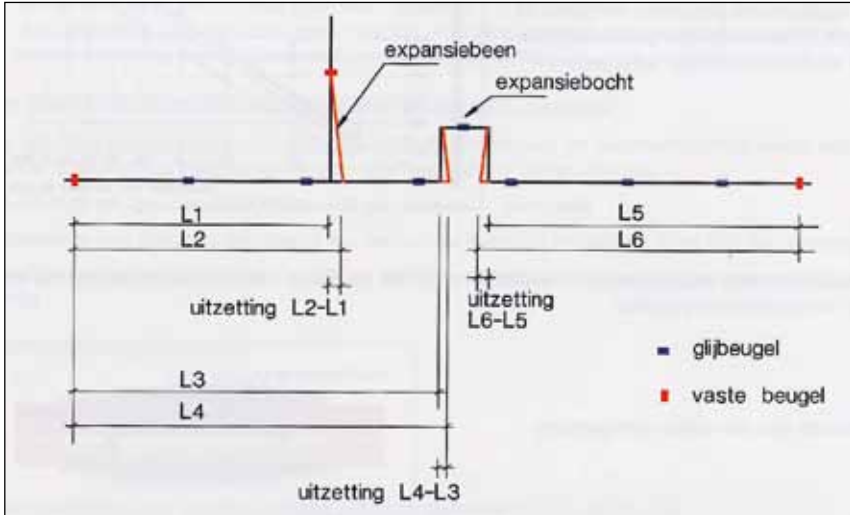 expansiebeen
expansiebocht
L1
L5
L2
L6
uitzetting L2-L1
uitzetting
L6-L5
glijbeugel
L3
vaste beugel
L4
uitzetting L4-L3